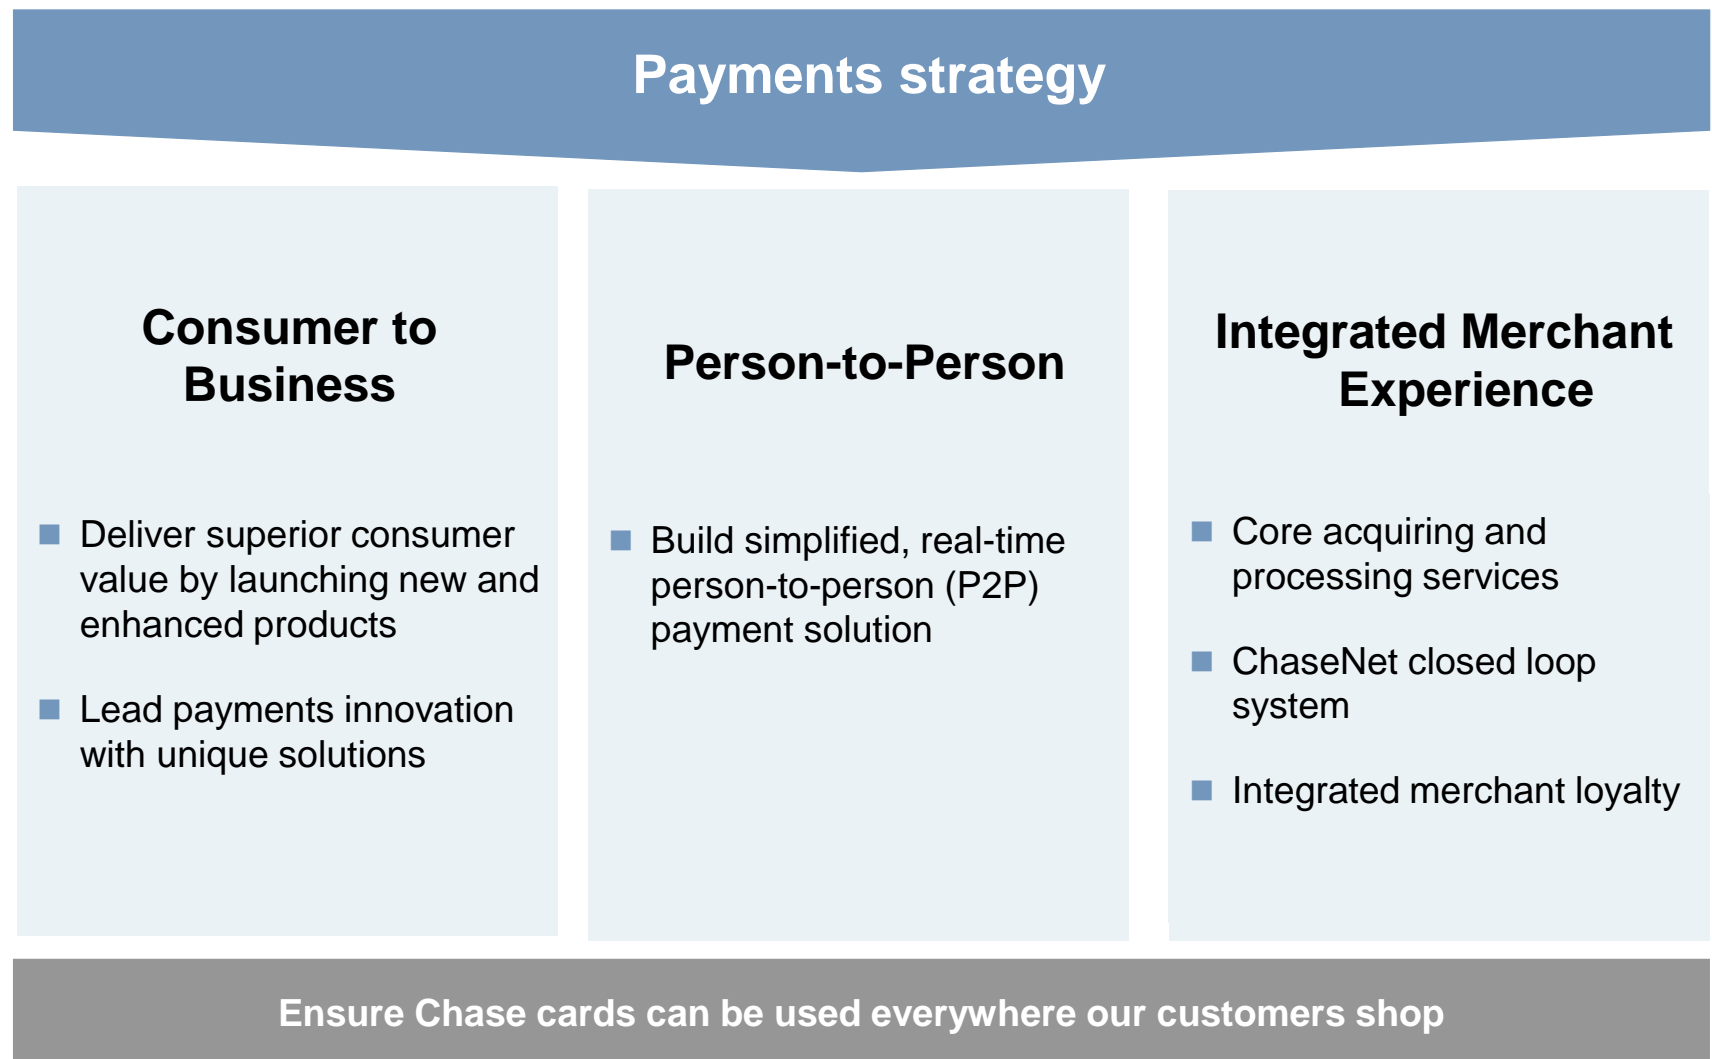 Payments strategy
Consumer to
Business
Deliver superior consumer
value by launching new and
enhanced products
Lead payments innovation
with unique solutions
Person-to-Person
Build simplified, real-time
person-to-person (P2P)
payment solution
Integrated Merchant
Experience
Core acquiring and
processing services
ChaseNet closed loop
system
Integrated merchant loyalty
Ensure Chase cards can be used everywhere our customers shop